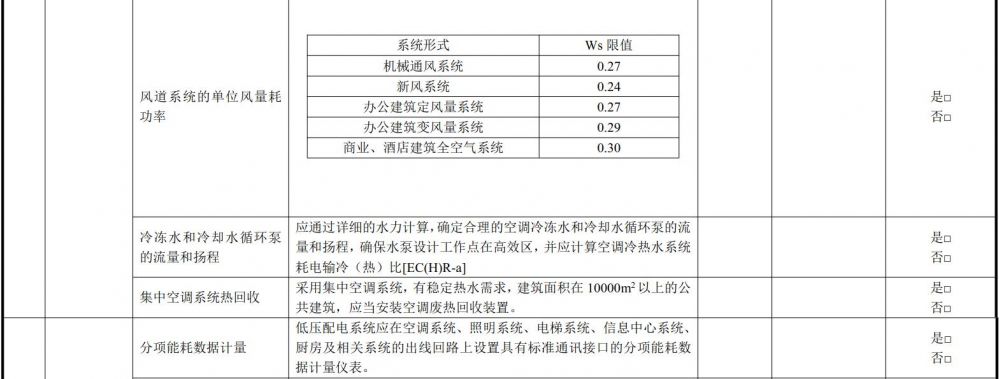 系统形式 Ws 限值
机械通风系统 0.27
新风系统 0.24
风道系统的单位风量耗
功率
办公建筑定风量系统 0.27
办公建筑变风量系统 0.29
商业、酒店建筑全空气系统 0.30
是□
否□
冷冻水和冷却水循环泵
的流量和扬程
应通过详细的水力计算，确定合理的空调冷冻水和冷却水循环泵的流
量和扬程，确保水泵设计工作点在高效区，并应计算空调冷热水系统
耗电输冷（热）比[EC(H)R-a]
是□
否□
集中空调系统热回收
采用集中空调系统，有稳定热水需求，建筑面积在 10000m² 以上的公
共建筑，应当安装空调废热回收装置。
是□
否□
分项能耗数据计量
低压配电系统应在空调系统、照明系统、电梯系统、信息中心系统、
厨房及相关系统的出线回路上设置具有标准通讯接口的分项能耗数
据计量仪表。
是□
否□